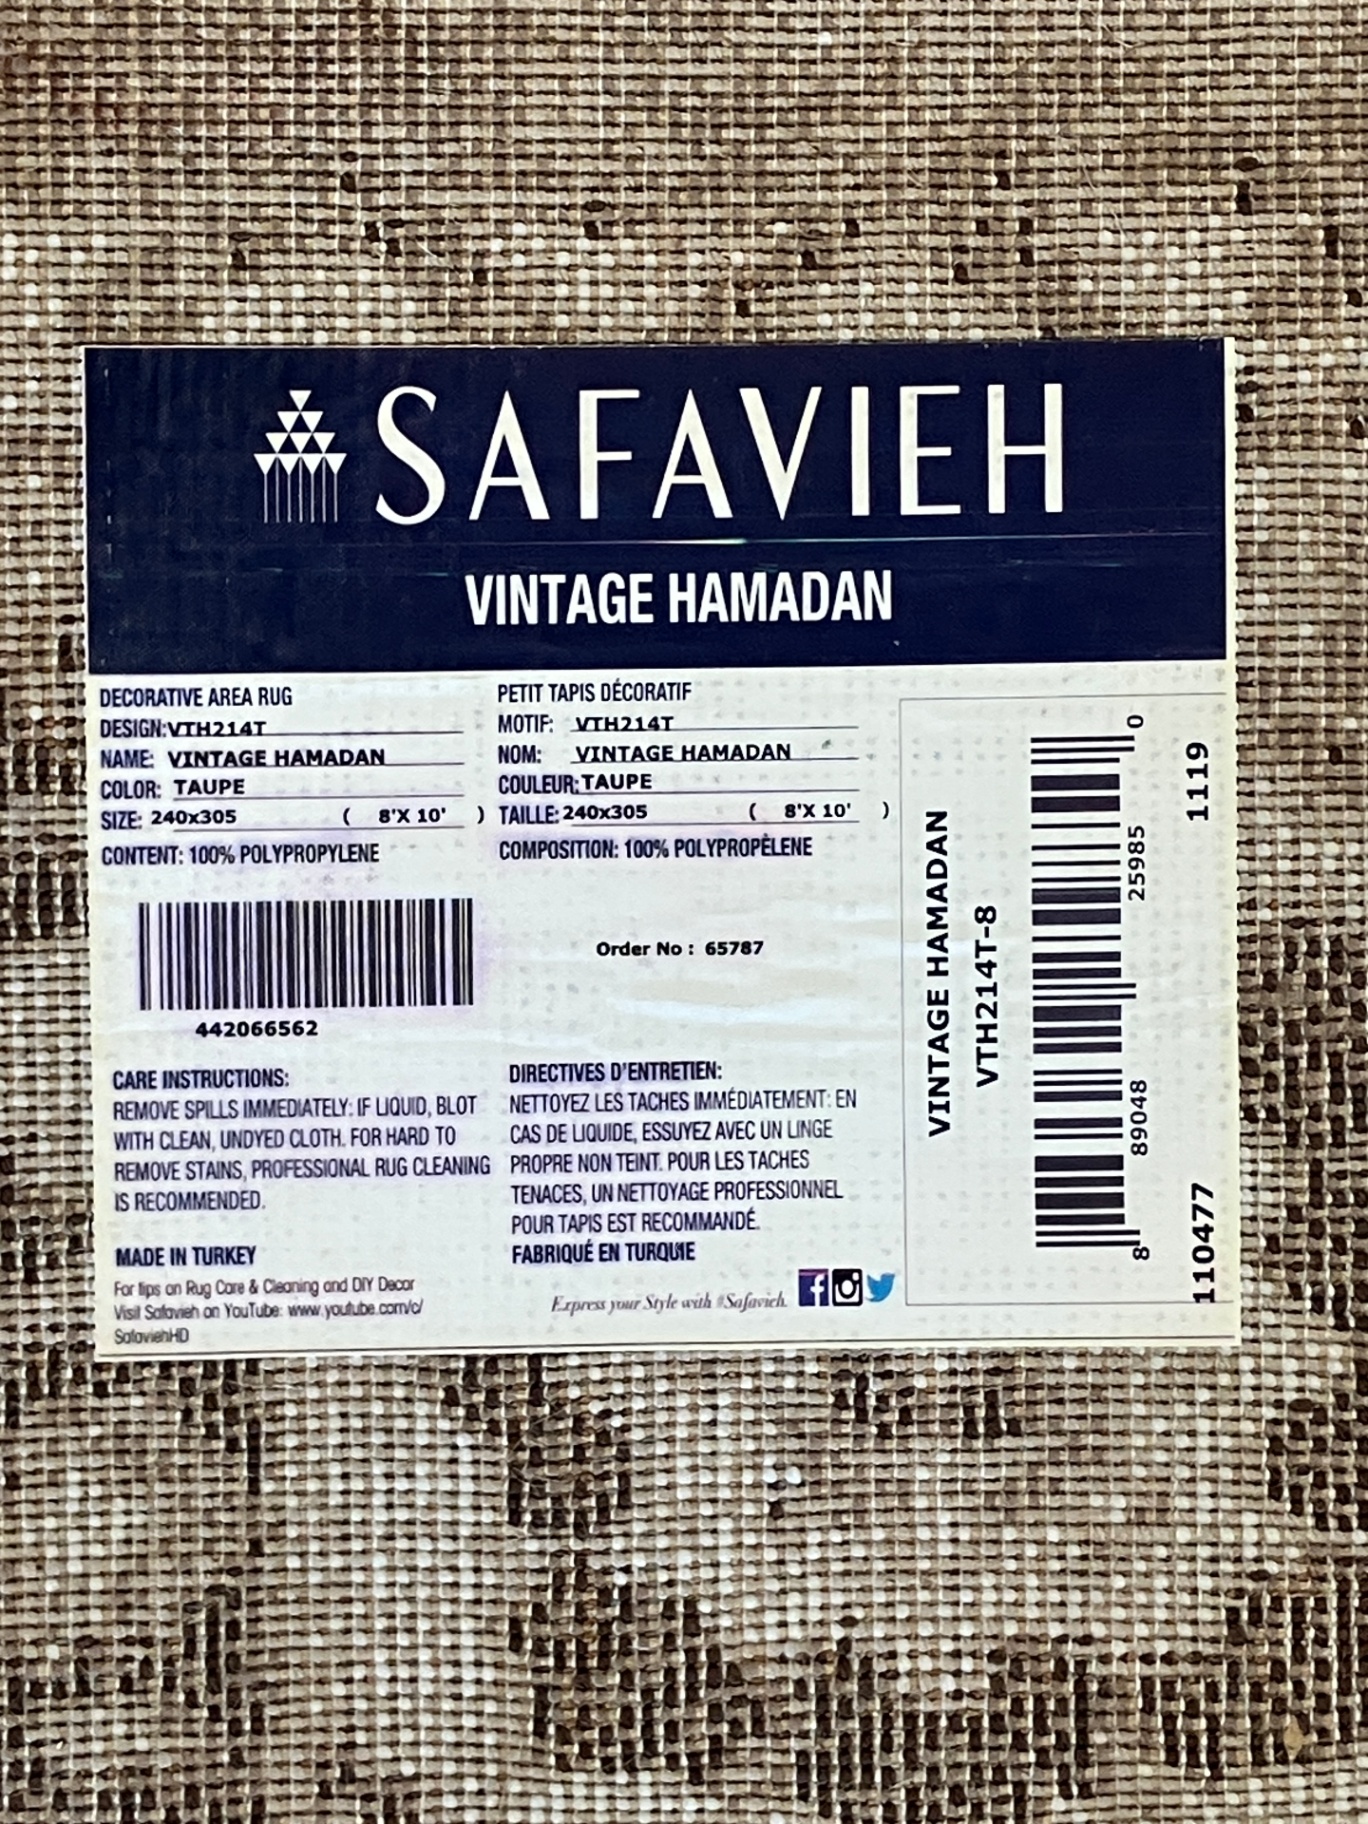 SAFAVIEH
VINTAGE HAMADAN
DECORATIVE AREA RUG
DESIGN: VTH214T
NAME: VINTAGE HAMADAN
COLOR: TAUPE
SIZE: 240x305 ( 8'X 10' )
CONTENT: 100% POLYPROPYLENE
442066562
CARE INSTRUCTIONS:
REMOVE SPILLS IMMEDIATELY: IF LIQUID, BLOT
WITH CLEAN, UNDYED CLOTH. FOR HARD TO
REMOVE STAINS, PROFESSIONAL RUG CLEANING
IS RECOMMENDED.
MADE IN TURKEY
For tips on Rug Care & Cleaning and DIY Decor
Visit Safavieh on YouTube: www.youtube.com/c/
SafaviehHD
PETIT TAPIS DÉCORATIF
MOTIF: VTH214T
NOM: VINTAGE HAMADAN
COULEUR: TAUPE
TAILLE: 240x305 ( 8'X 10' )
COMPOSITION: 100% POLYPROPÈLENE
Order No : 65787
DIRECTIVES D'ENTRETIEN:
NETTOYEZ LES TACHES IMMÉDIATEMENT: EN
CAS DE LIQUIDE, ESSUYEZ AVEC UN LINGE
PROPRE NON TEINT. POUR LES TACHES
TENACES, UN NETTOYAGE PROFESSIONNEL
POUR TAPIS EST RECOMMANDÉ.
FABRIQUÉ EN TURQUIE
Express your Style with #Safavieh.
VINTAGE HAMADAN
VTH214T-8
8 89048 25985 0
110477 1119